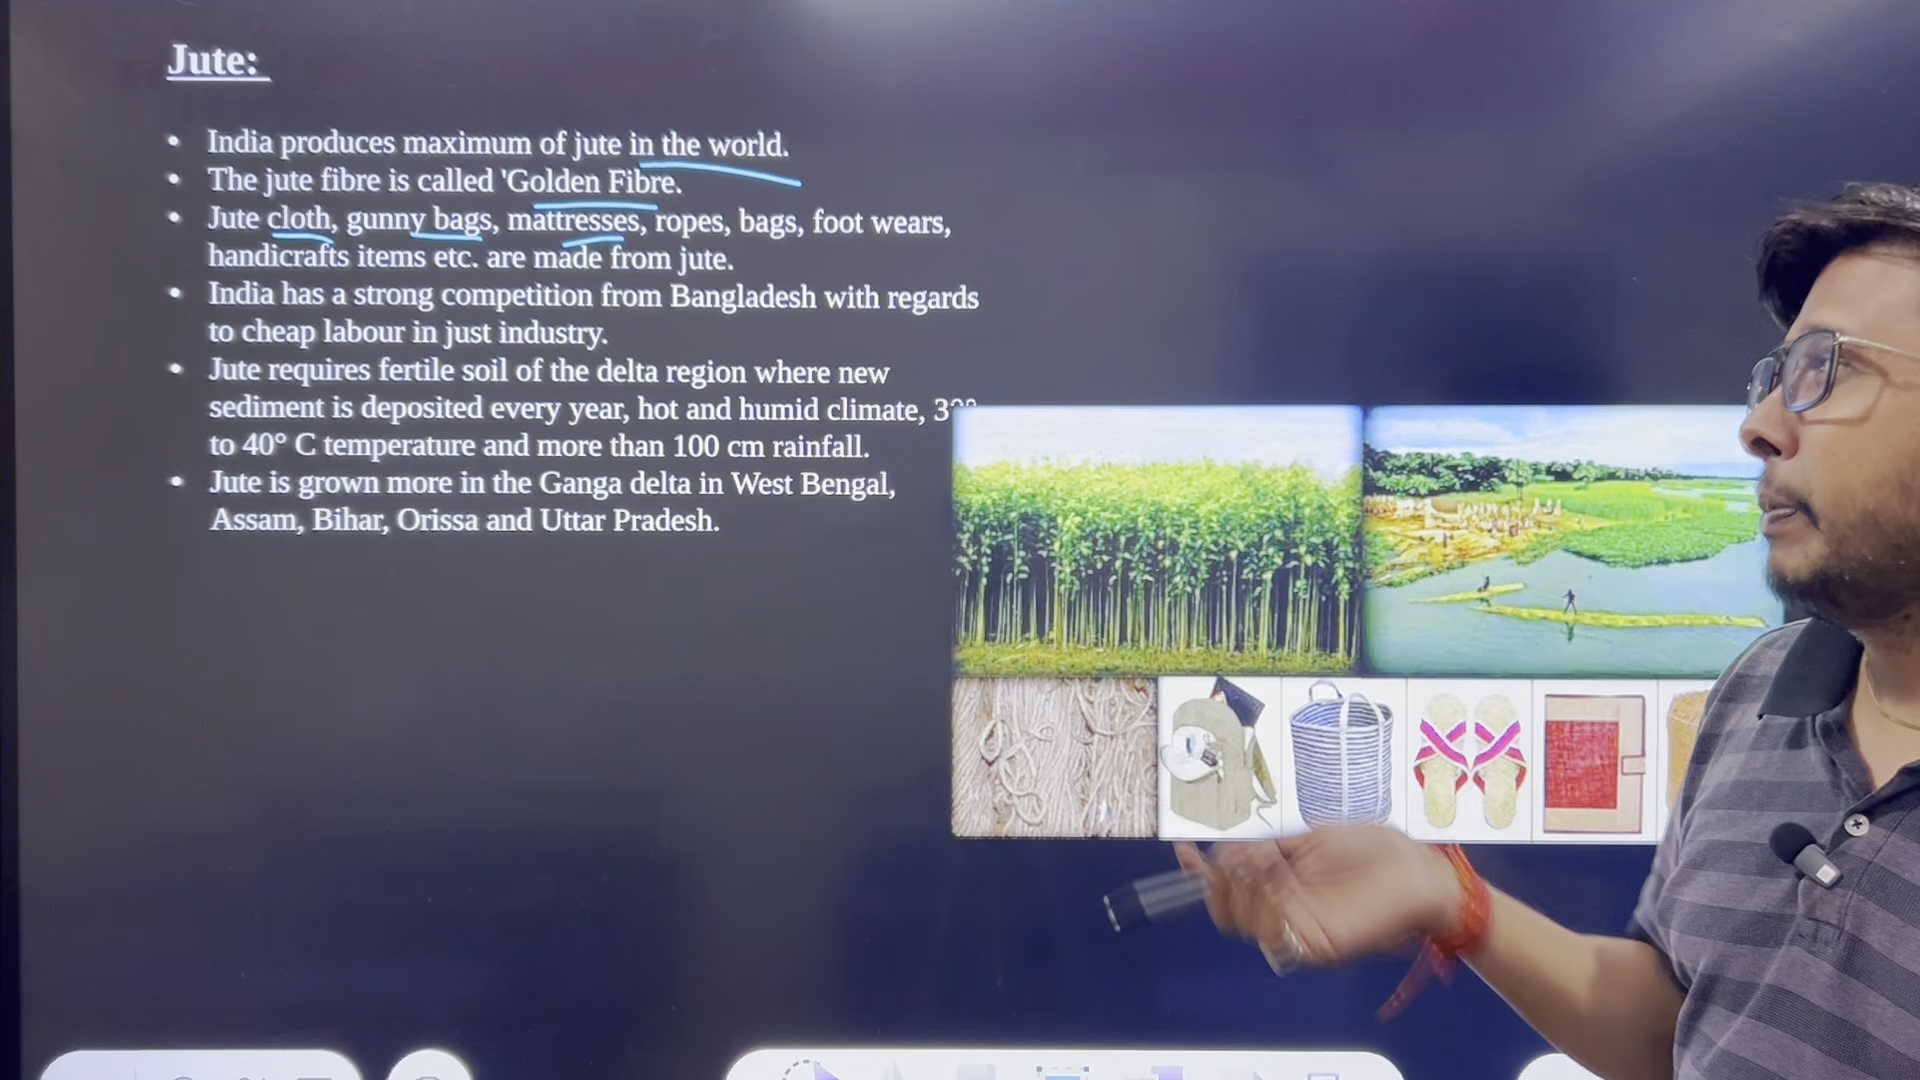 Jute:
• India produces maximum of jute in the world.
• The jute fibre is called 'Golden Fibre.
• Jute cloth, gunny bags, mattresses, ropes, bags, foot wears,
handicrafts items etc. are made from jute.
• India has a strong competition from Bangladesh with regards
to cheap labour in just industry.
• Jute requires fertile soil of the delta region where new
sediment is deposited every year, hot and humid climate,
to 40° C temperature and more than 100 cm rainfall.
• Jute is grown more in the Ganga delta in West Bengal,
Assam, Bihar, Orissa and Uttar Pradesh.